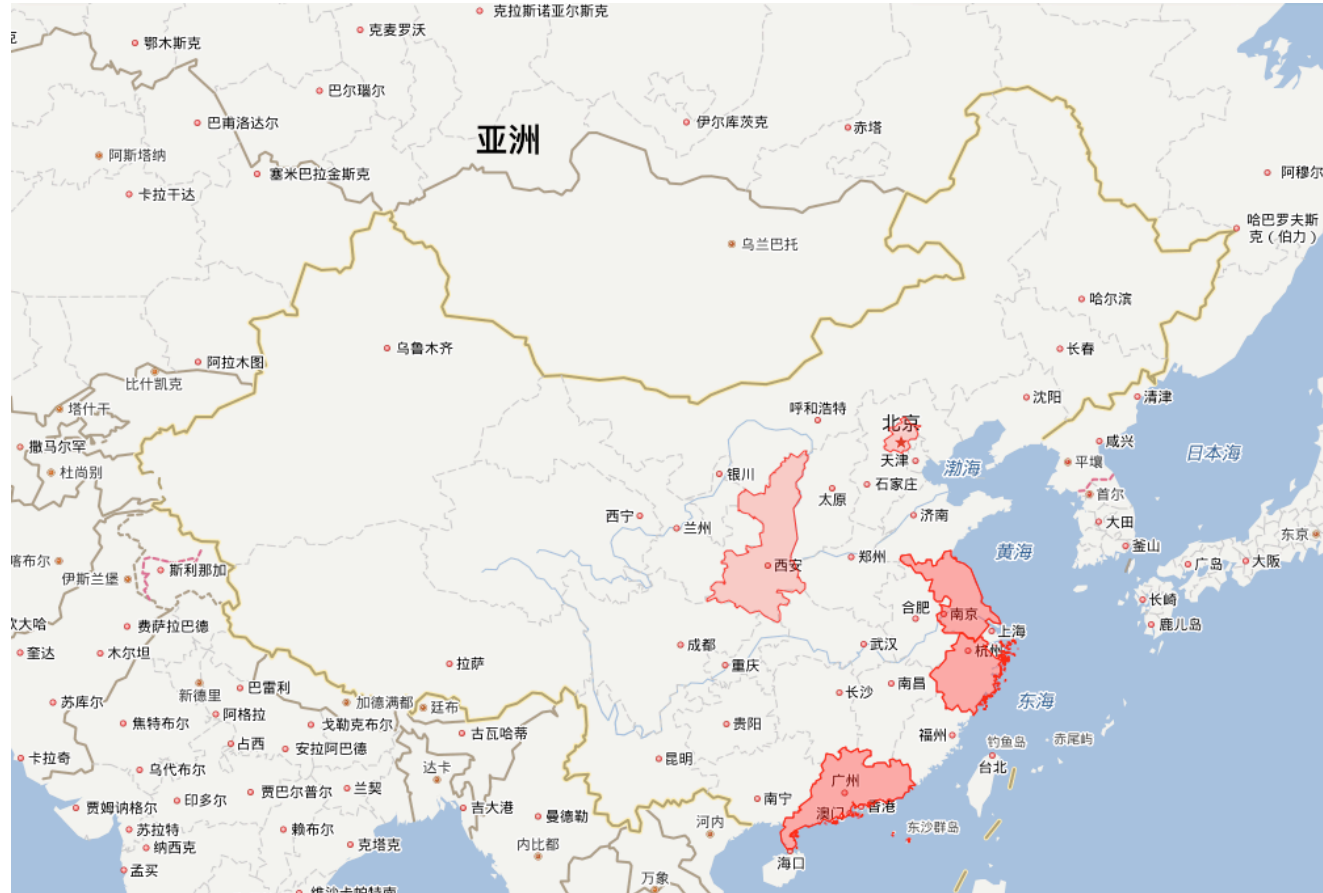 克拉斯诺亚尔斯克
克麦罗沃
鄂木斯克
巴尔瑙尔
巴甫洛达尔
亚洲
伊尔库茨克
赤塔
阿斯塔纳
塞米巴拉金斯克
阿穆尔
卡拉干达
哈巴罗夫斯
克(伯力)
乌兰巴托
哈尔滨
乌鲁木齐
长春
阿拉木图
比什凯克
沈阳
清津
塔什干
呼和浩特
北京
撒马尔罕
咸兴
日本海
天津
渤海
平壤
杜尚别
银川
石家庄
太原
首尔
西宁
兰州
济南
大田
东京
郑州
黄海
釜山
喀布尔
伊斯兰堡
斯利那加
西安
广岛
大阪
合肥
南京
长崎
鹿儿岛
坎大哈
费萨拉巴德
上海
奎达
木尔坦
成都
武汉
杭州
拉萨
重庆
新德里
巴雷利
长沙
南昌
东海
苏库尔
加德满都
廷布
焦特布尔
阿格拉
戈勒克布尔
古瓦哈蒂
贵阳
福州
钓鱼岛
赤尾屿
占西
安拉阿巴德
卡拉奇
昆明
台北
乌代布尔
达卡
广州
贾姆讷格尔
印多尔
贾巴尔普尔
兰契
吉大港
曼德勒
南宁
澳门
香港
河内
东沙群岛
苏拉特
赖布尔
纳西克
克塔克
内比都
海口
孟买
万象
维沙卡帕特南